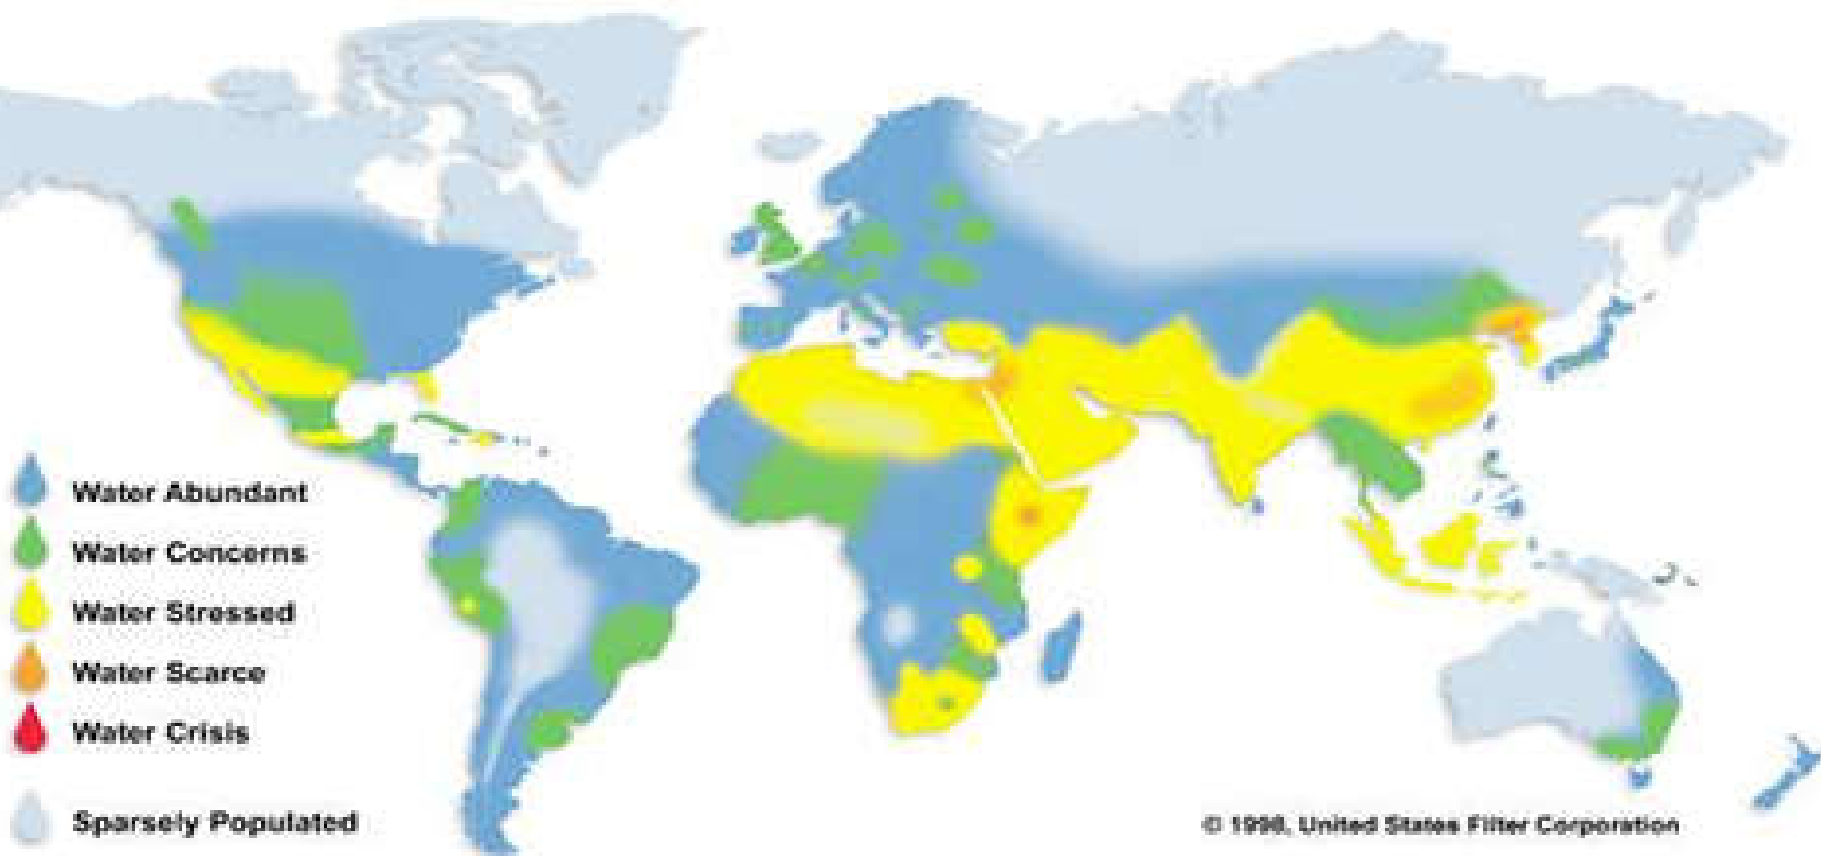 Water Abundant
Water Concerns
Water Stressed
Water Scarce
Water Crisis
Sparsely Populated
© 1998, United States Filter Corporation